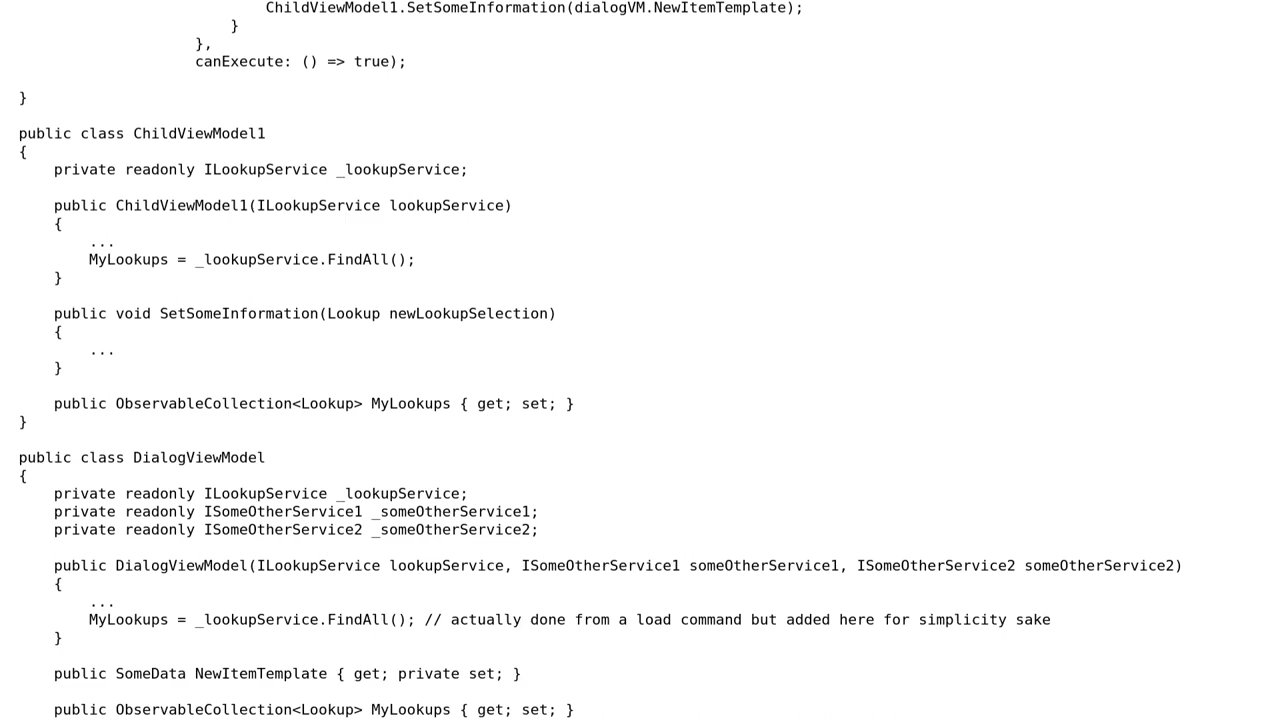 ChildViewModel1.SetSomeInformation(dialogVM.NewItemTemplate);
}
},
canExecute: () => true);
}
public class ChildViewModel1
{
private readonly ILookupService _lookupService;
public ChildViewModel1(ILookupService lookupService)
{
...
MyLookups = _lookupService.FindAll();
}
public void SetSomeInformation(Lookup newLookupSelection)
{
...
}
public ObservableCollection<Lookup> MyLookups { get; set; }
}
public class DialogViewModel
{
private readonly ILookupService _lookupService;
private readonly ISomeOtherService1 _someOtherService1;
private readonly ISomeOtherService2 _someOtherService2;
public DialogViewModel(ILookupService lookupService, ISomeOtherService1 someOtherService1, ISomeOtherService2 someOtherService2)
{
...
MyLookups = _lookupService.FindAll(); // actually done from a load command but added here for simplicity sake
}
public SomeData NewItemTemplate { get; private set; }
public ObservableCollection<Lookup> MyLookups { get; set; }